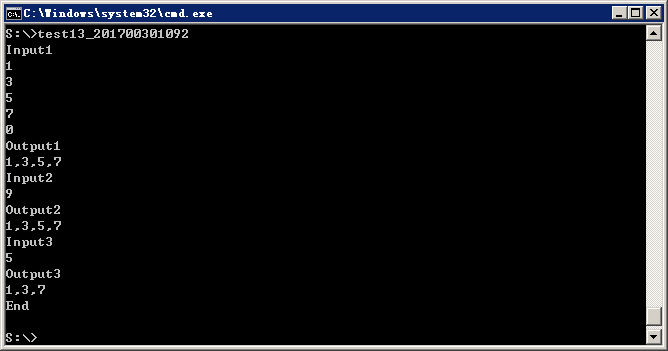 C:\Windows\system32\cmd.exe
S:\>test13_201700301092
Input1
1
3
5
7
0
Output1
1,3,5,7
Input2
9
Output2
1,3,5,7
Input3
5
Output3
1,3,7
End
S:\>